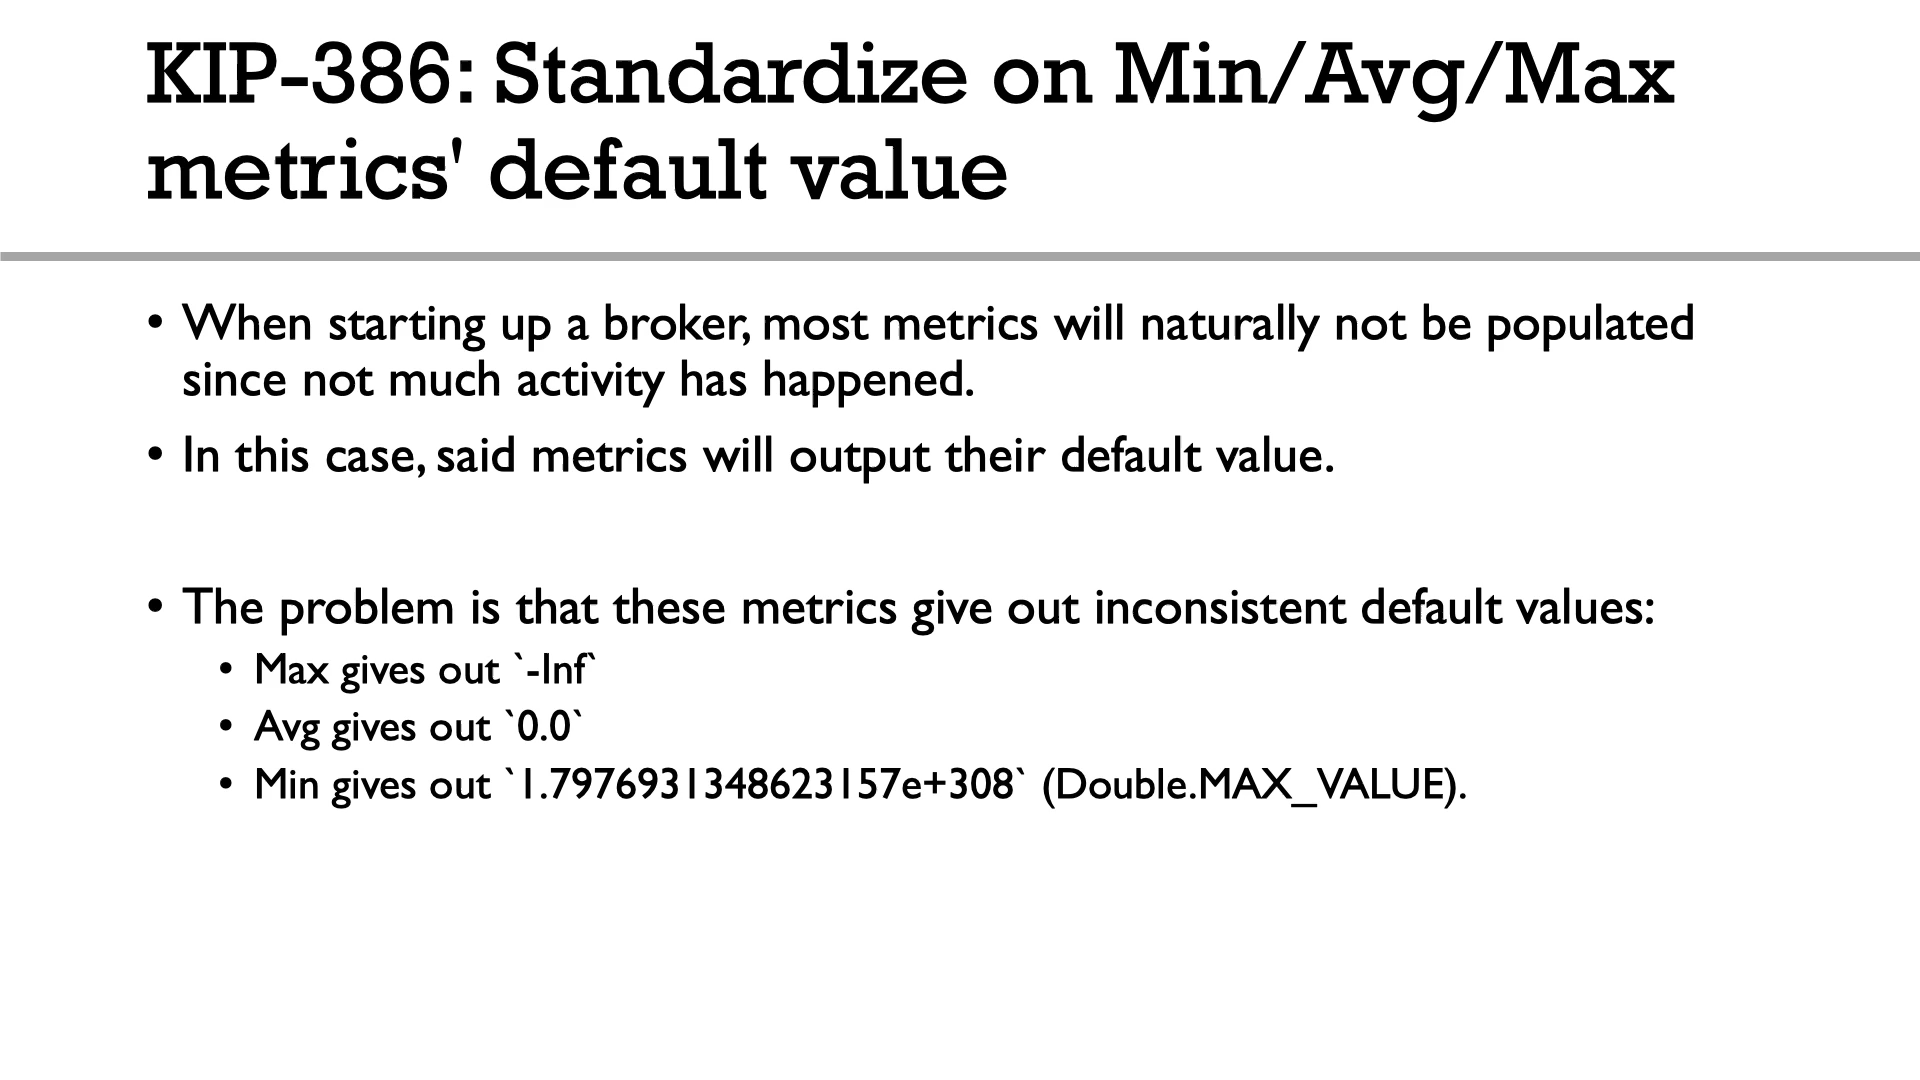 KIP-386: Standardize on Min/Avg/Max
metrics' default value
• When starting up a broker, most metrics will naturally not be populated
since not much activity has happened.
• In this case, said metrics will output their default value.
• The problem is that these metrics give out inconsistent default values:
• Max gives out `-Inf`
• Avg gives out `0.0`
• Min gives out `1.7976931348623157e+308` (Double.MAX_VALUE).